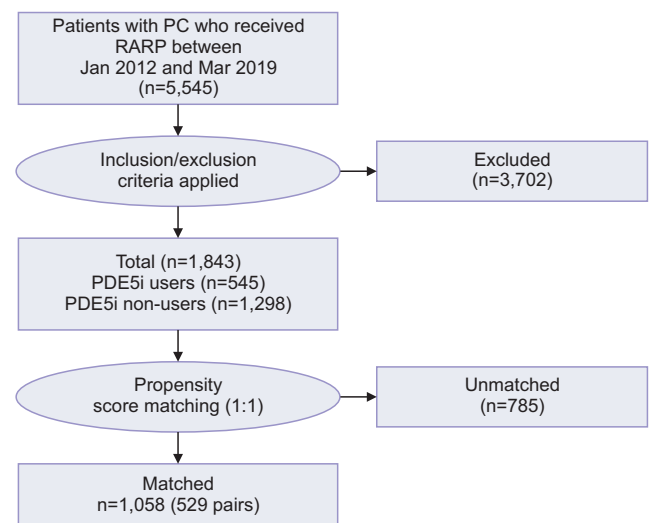 Patients with PC who received
RARP between
Jan 2012 and Mar 2019
(n=5,545)
Inclusion/exclusion
criteria applied
Excluded
(n=3,702)
Total (n=1,843)
PDE5i users (n=545)
PDE5i non-users (n=1,298)
Propensity
score matching (1:1)
Unmatched
(n=785)
Matched
n=1,058 (529 pairs)